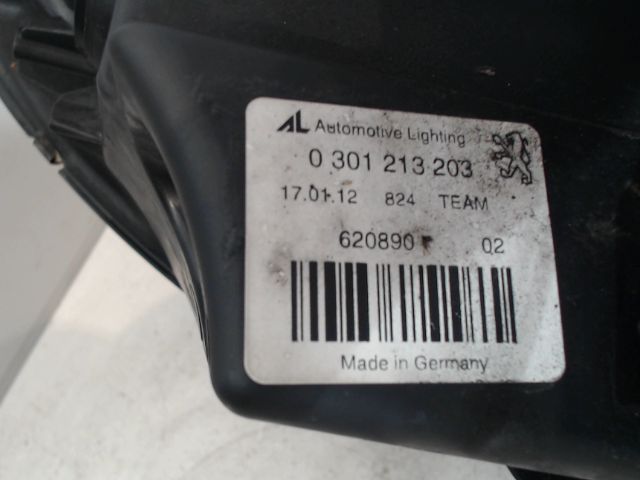 AL Automotive Lighting
0 301 213 203
17.01.12 824 TEAM
620890 02
Made in Germany